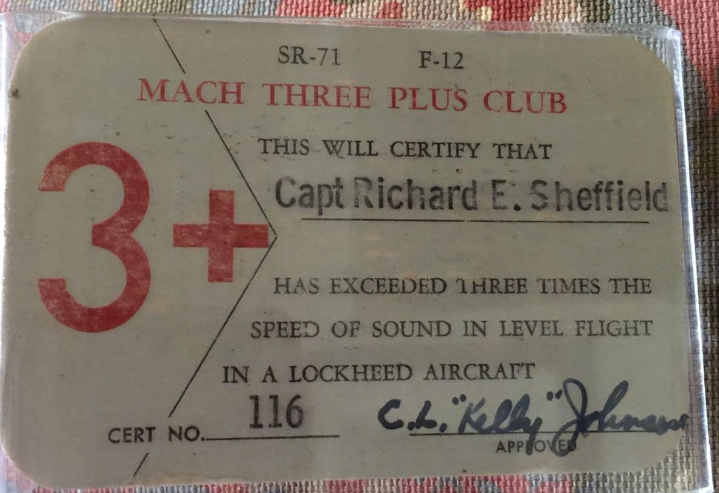 SR-71 F-12
MACH THREE PLUS CLUB
3+
THIS WILL CERTIFY THAT
Capt Richard E. Sheffield
HAS EXCEEDED THREE TIMES THE
SPEED OF SOUND IN LEVEL FLIGHT
IN A LOCKHEED AIRCRAFT
CERT NO. 116
C.L. "Kelly" Johnson
APPROVED